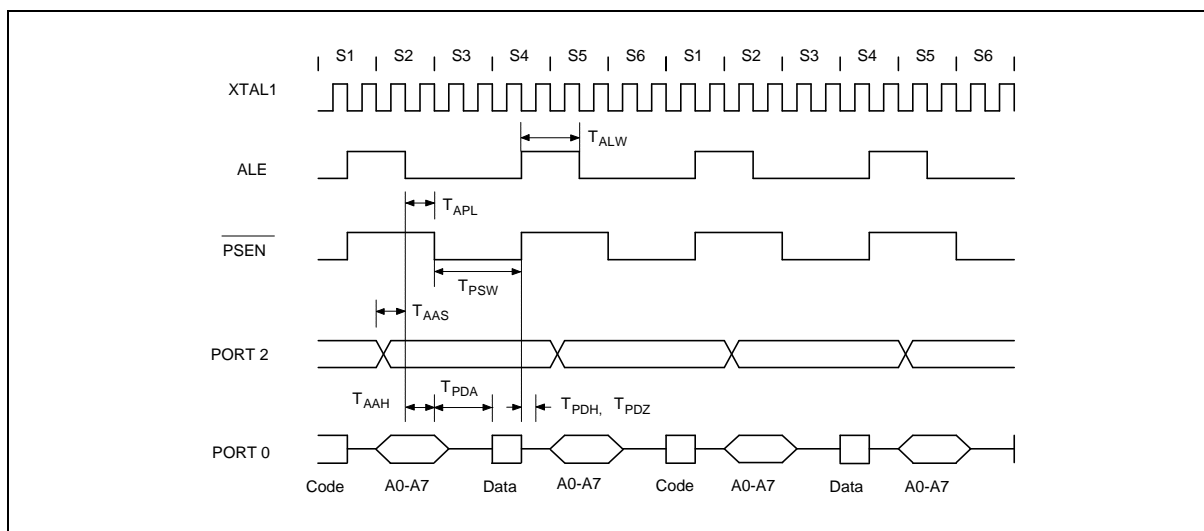 S1 S2 S3 S4 S5 S6 S1 S2 S3 S4 S5 S6
XTAL1
TALW
ALE
TAPL
PSEN
TPSW
TAAS
PORT 2
TAAH TPDA TPDH, TPDZ
PORT 0
Code A0-A7 Data A0-A7 Code A0-A7 Data A0-A7